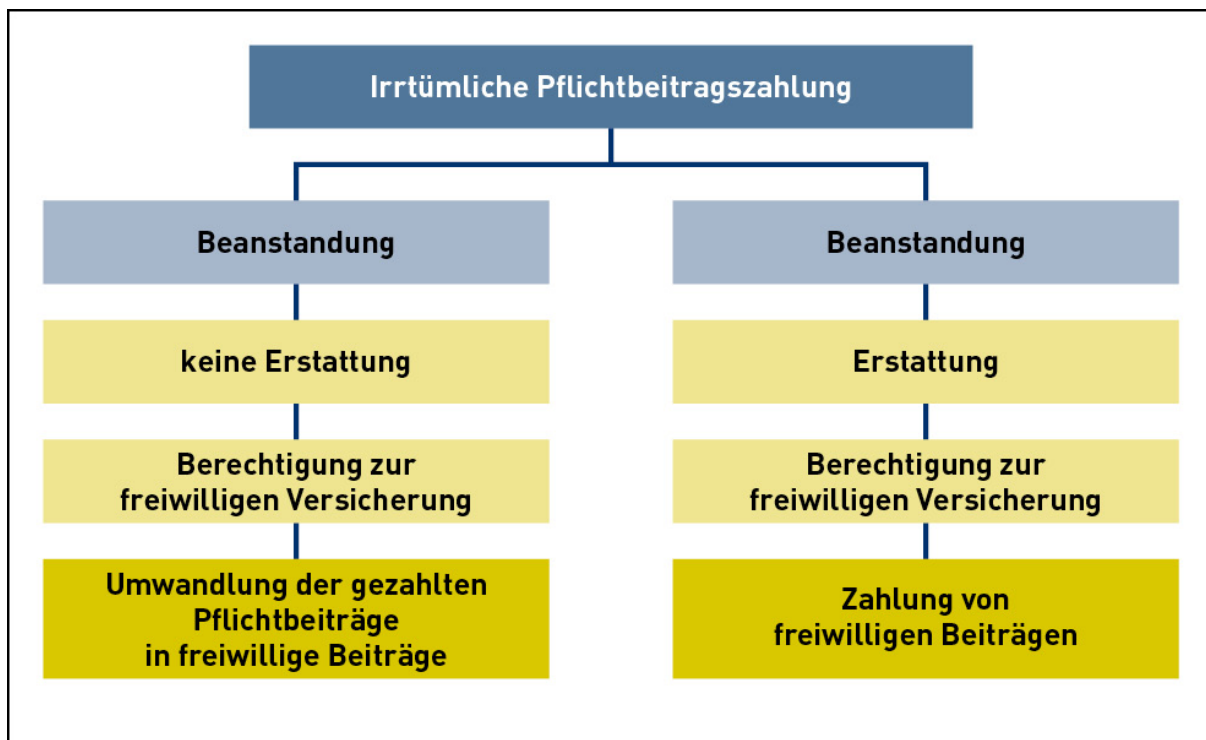 Irrtümliche Pflichtbeitragszahlung
Beanstandung
keine Erstattung
Berechtigung zur
freiwilligen Versicherung
Umwandlung der gezahlten
Pflichtbeiträge
in freiwillige Beiträge
Beanstandung
Erstattung
Berechtigung zur
freiwilligen Versicherung
Zahlung von
freiwilligen Beiträgen